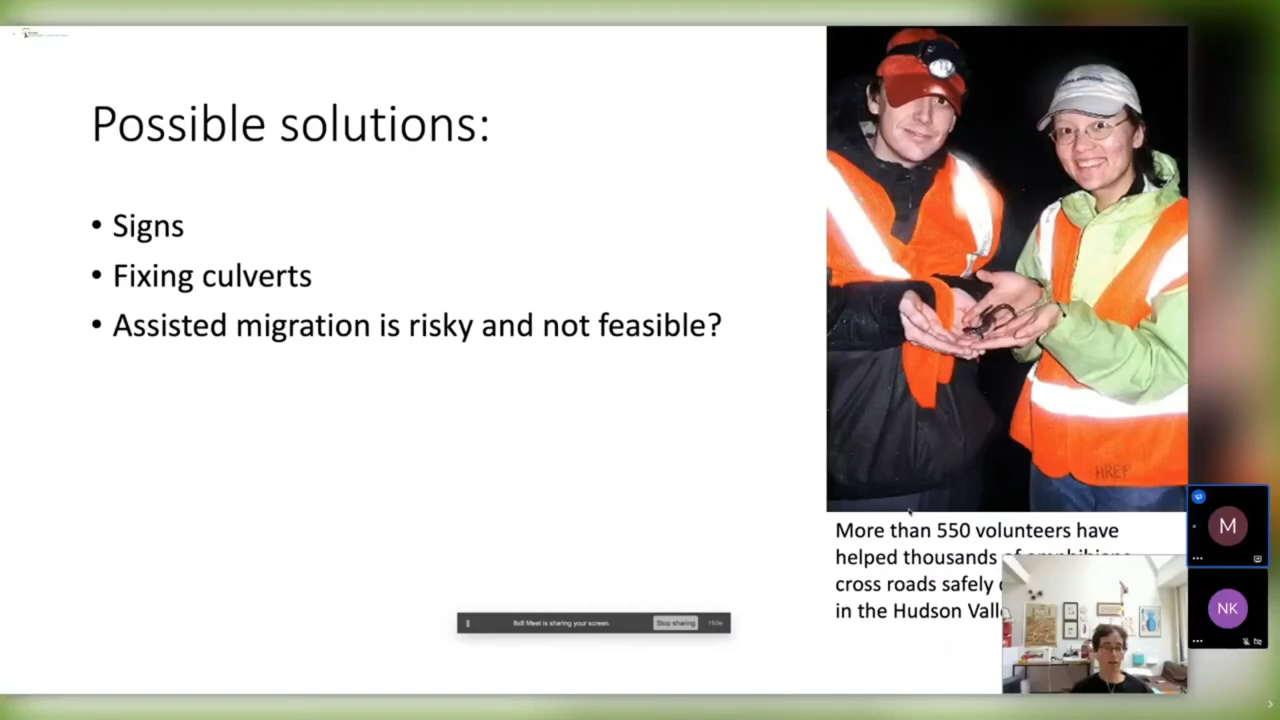 Possible solutions:
• Signs
• Fixing culverts
• Assisted migration is risky and not feasible?
HREP
More than 550 volunteers have
helped thousands of amphibians
cross roads safely
in the Hudson Vall
8x8 Meet is sharing your screen.
Stop sharing
Hide
M
NK